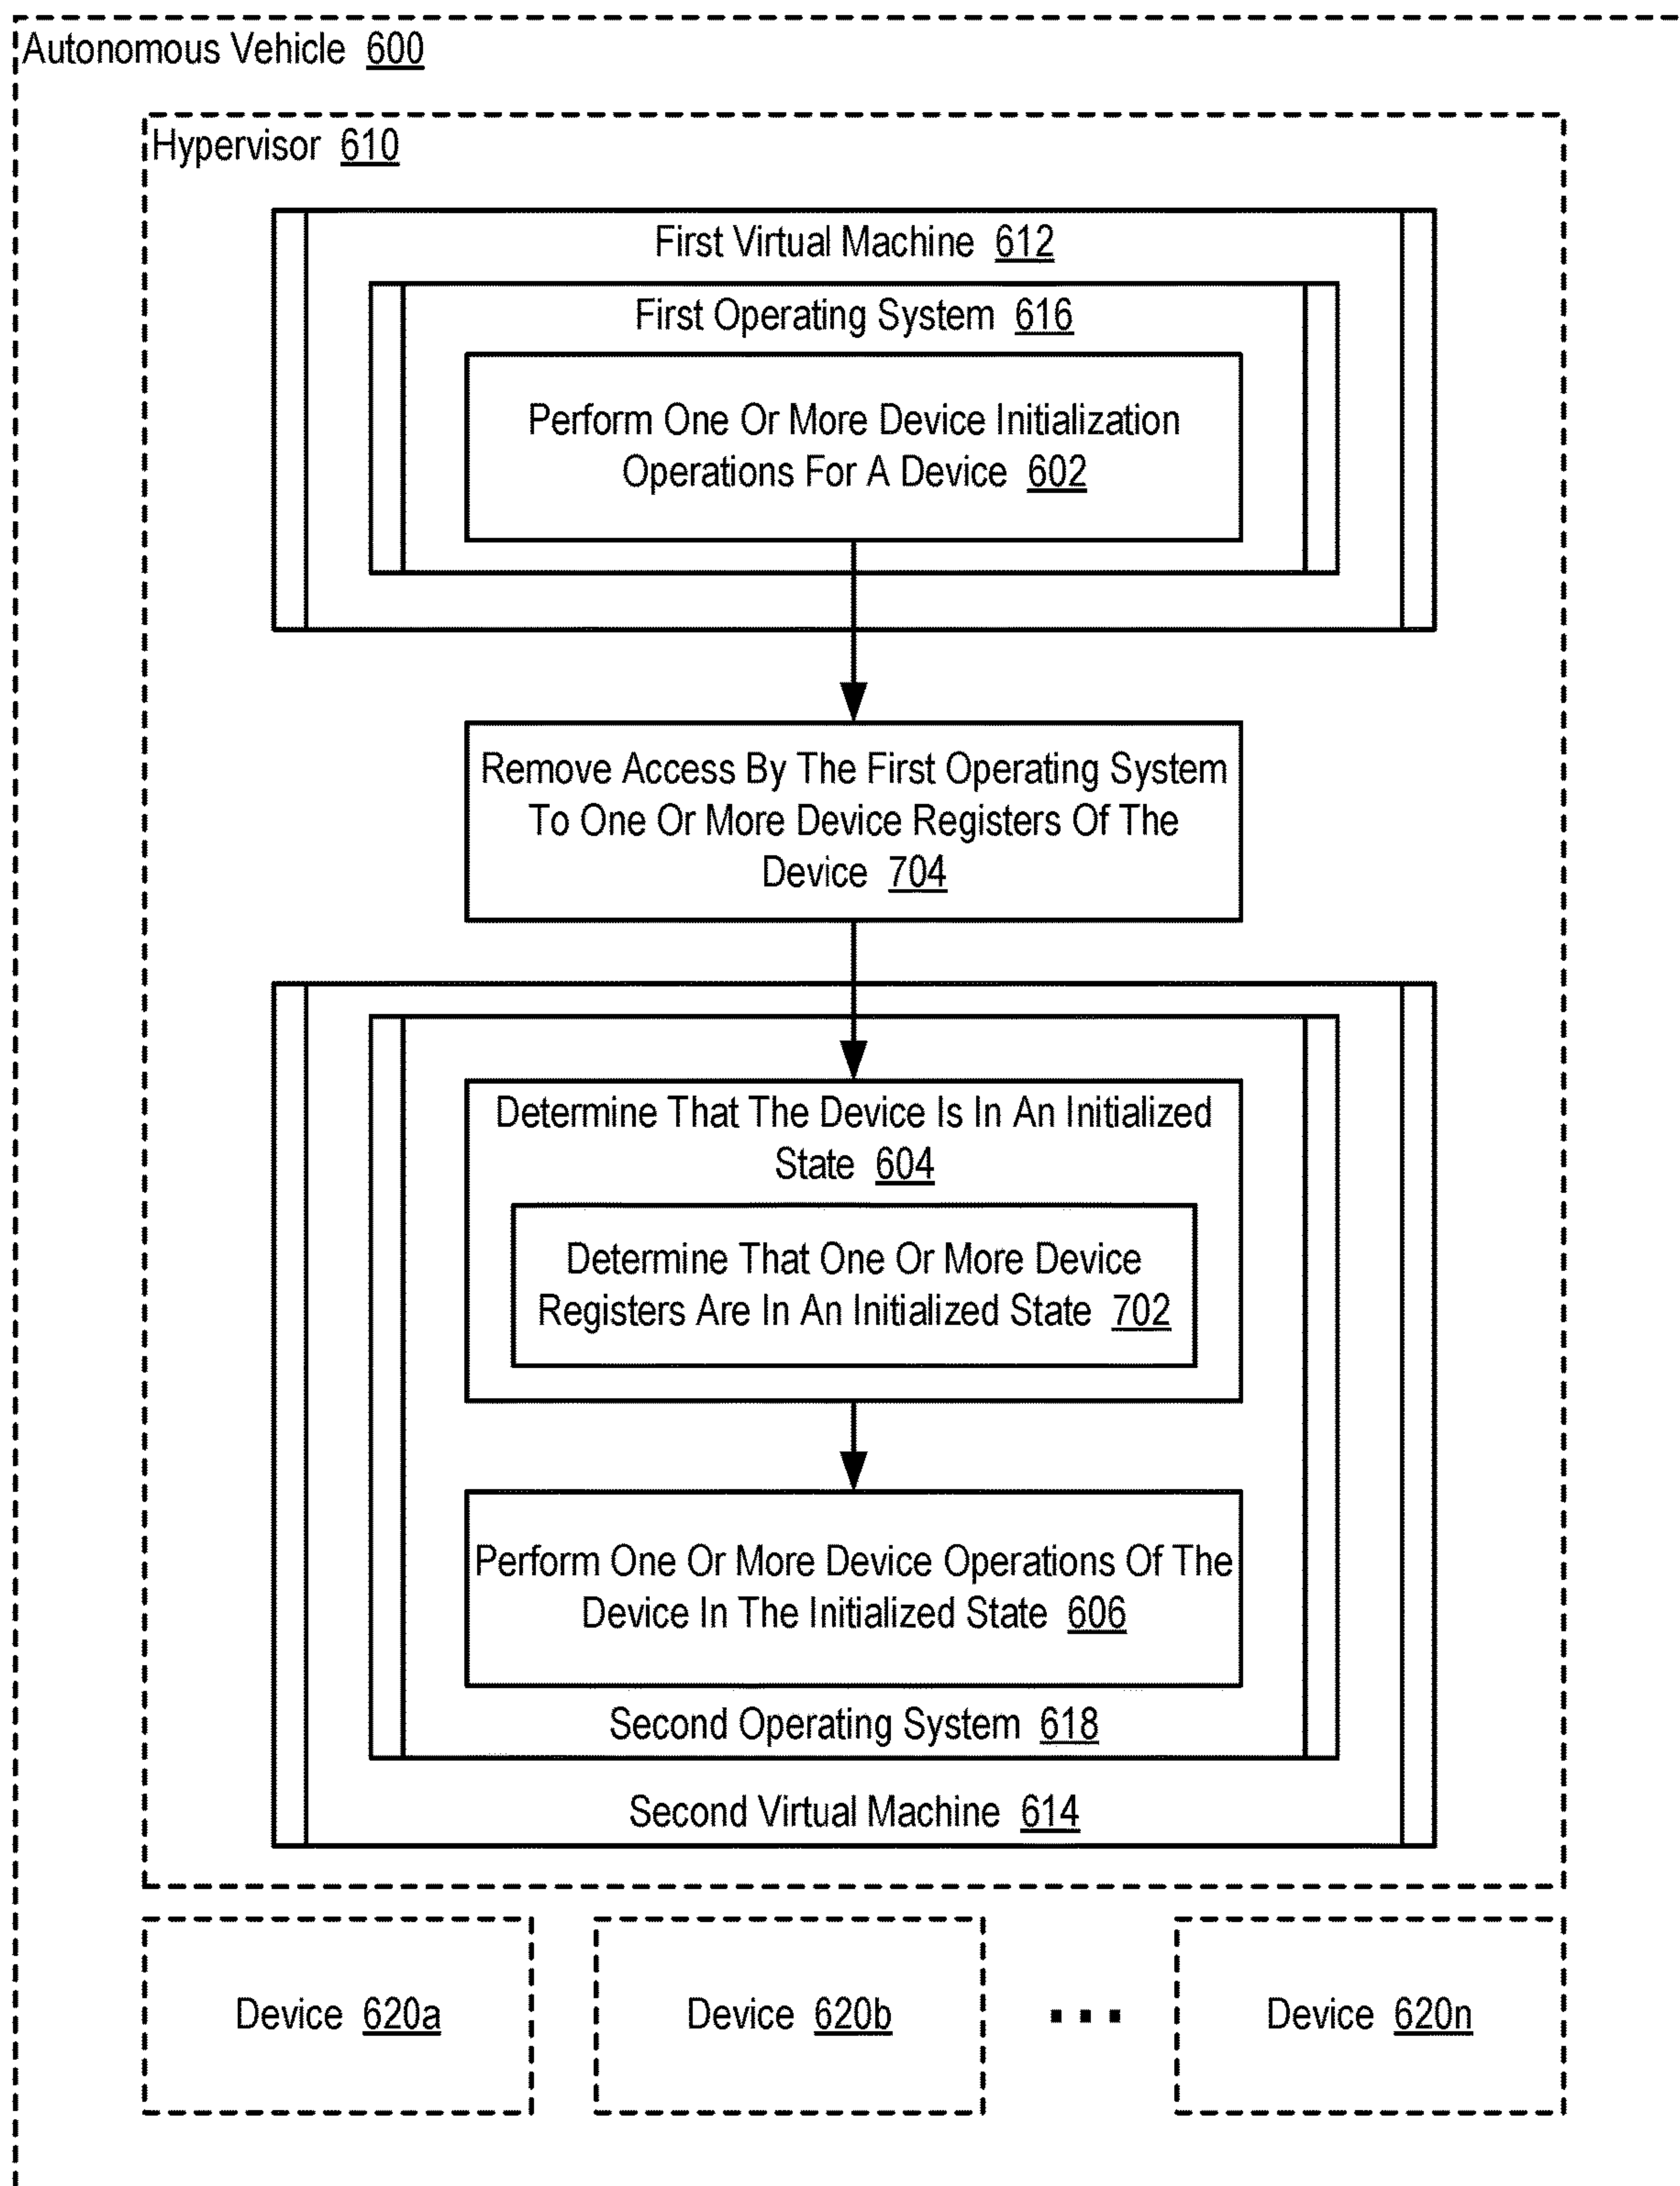 Autonomous Vehicle 600
Hypervisor 610
First Virtual Machine 612
First Operating System 616
Perform One Or More Device Initialization
Operations For A Device 602
Remove Access By The First Operating System
To One Or More Device Registers Of The
Device 704
Determine That The Device Is In An Initialized
State 604
Determine That One Or More Device
Registers Are In An Initialized State 702
Perform One Or More Device Operations Of The
Device In The Initialized State 606
Second Operating System 618
Second Virtual Machine 614
Device 620a
Device 620b
...
Device 620n